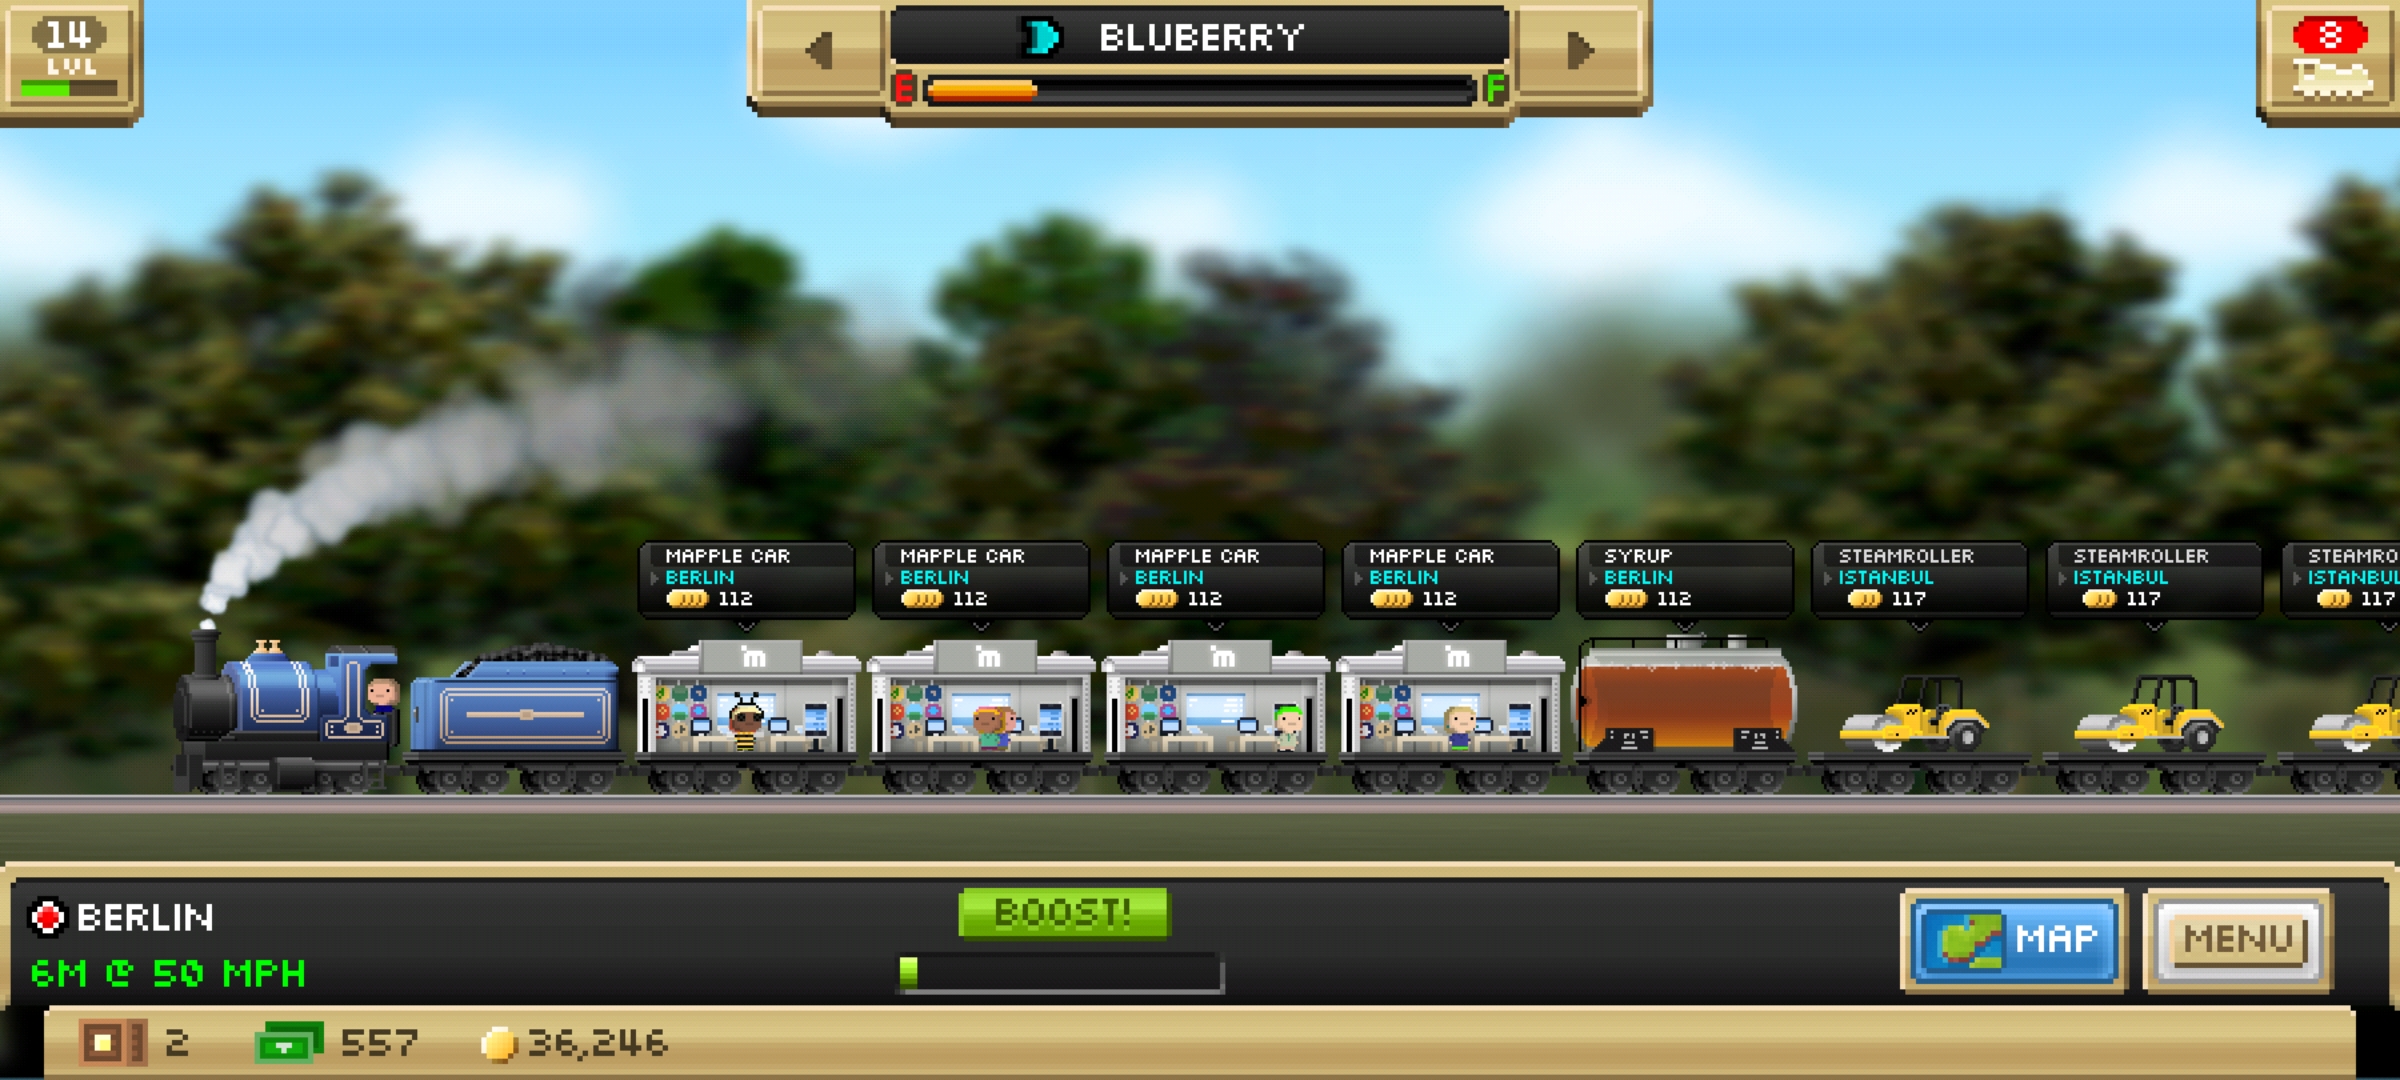 14
LVL
BLUBERRY
E
F
8
MAPPLE CAR
BERLIN
112
MAPPLE CAR
BERLIN
112
MAPPLE CAR
BERLIN
112
MAPPLE CAR
BERLIN
112
SYRUP
BERLIN
112
STEAMROLLER
ISTANBUL
117
STEAMROLLER
ISTANBUL
117
STEAMRO
ISTANBUL
117
m
m
m
m
BERLIN
6M @ 50 MPH
BOOST!
MAP
MENU
2
557
36,246